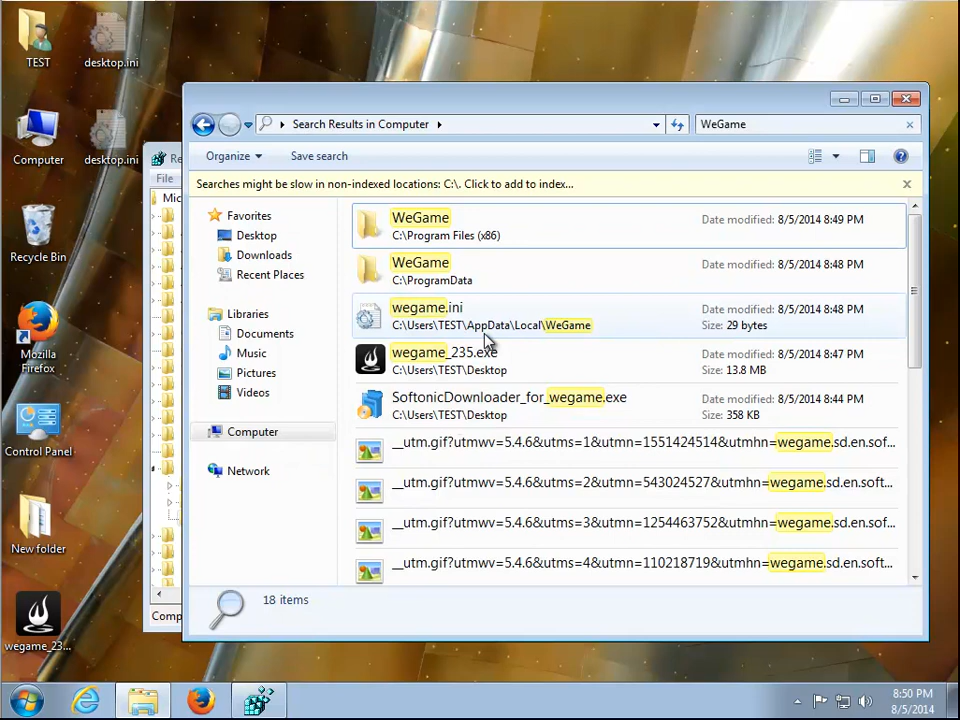 TEST
desktop.ini
Computer
desktop.ini
Recycle Bin
Mozilla
Firefox
Control Panel
New folder
wegame_23...
Re
File
Mic
Comp
Search Results in Computer
WeGame
Organize
Save search
Searches might be slow in non-indexed locations: C:\. Click to add to index...
Favorites
Desktop
Downloads
Recent Places
Libraries
Documents
Music
Pictures
Videos
Computer
Network
WeGame
Date modified: 8/5/2014 8:49 PM
C:\Program Files (x86)
WeGame
Date modified: 8/5/2014 8:48 PM
C:\ProgramData
wegame.ini
Date modified: 8/5/2014 8:48 PM
C:\Users\TEST\AppData\Local\WeGame
Size: 29 bytes
wegame_235.exe
Date modified: 8/5/2014 8:47 PM
C:\Users\TEST\Desktop
Size: 13.8 MB
SoftonicDownloader_for_wegame.exe
Date modified: 8/5/2014 8:44 PM
C:\Users\TEST\Desktop
Size: 358 KB
__utm.gif?utmwv=5.4.6&utms=1&utmn=1551424514&utmhn=wegame.sd.en.sof...
__utm.gif?utmwv=5.4.6&utms=2&utmn=543024527&utmhn=wegame.sd.en.soft...
__utm.gif?utmwv=5.4.6&utms=3&utmn=1254463752&utmhn=wegame.sd.en.sof...
__utm.gif?utmwv=5.4.6&utms=4&utmn=110218719&utmhn=wegame.sd.en.soft...
18 items
8:50 PM
8/5/2014